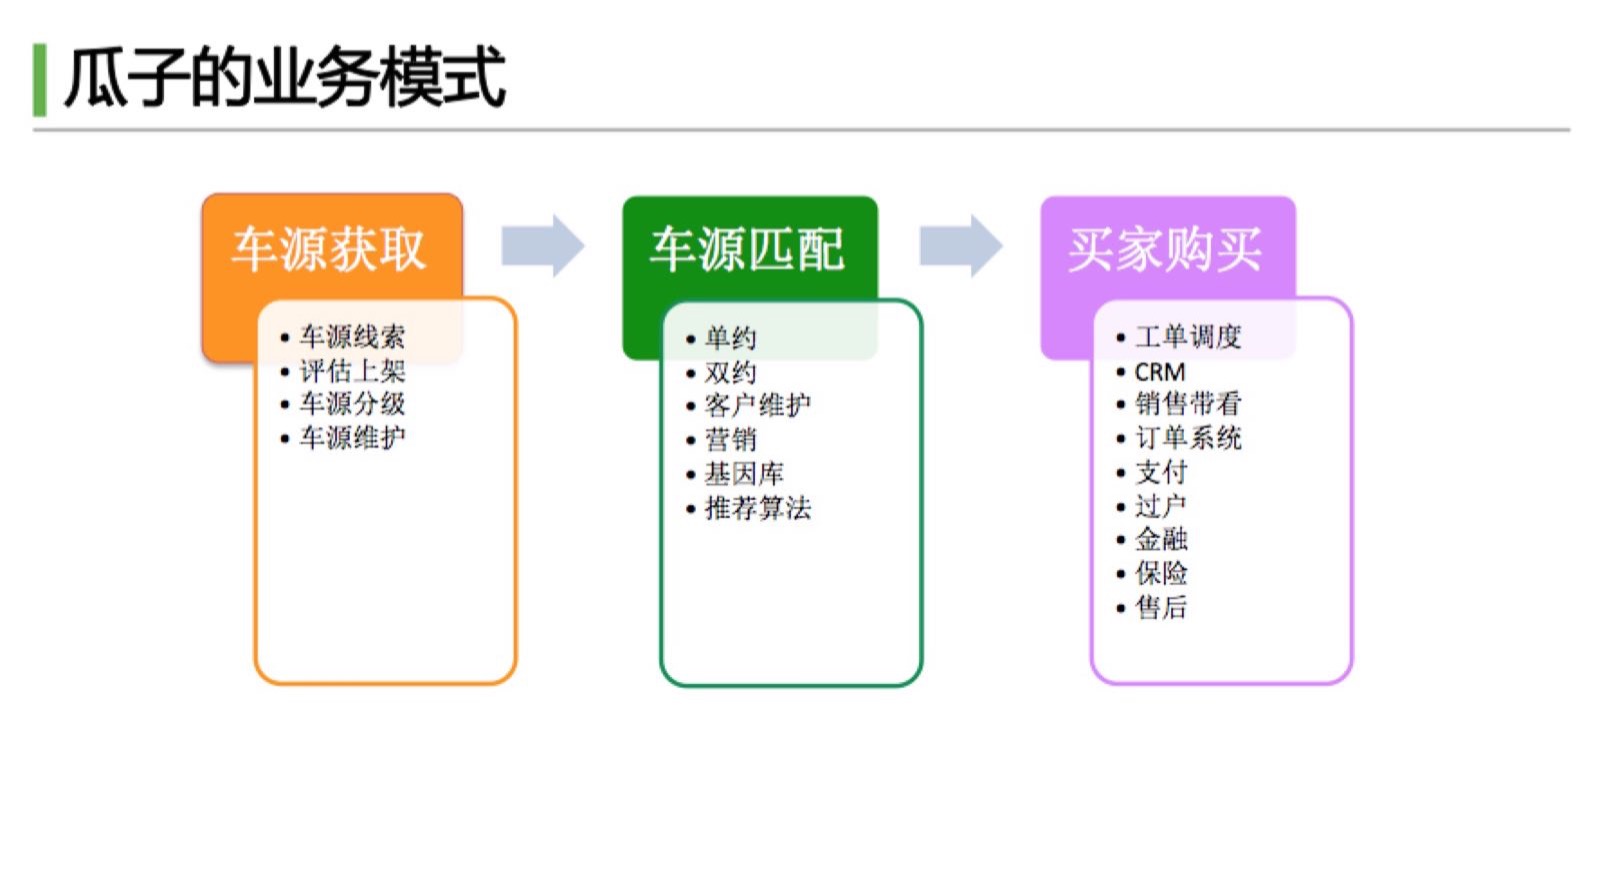 瓜子的业务模式
车源获取
• 车源线索
• 评估上架
• 车源分级
• 车源维护
车源匹配
• 单约
• 双约
• 客户维护
• 营销
• 基因库
• 推荐算法
买家购买
• 工单调度
• CRM
• 销售带看
• 订单系统
• 支付
• 过户
• 金融
• 保险
• 售后